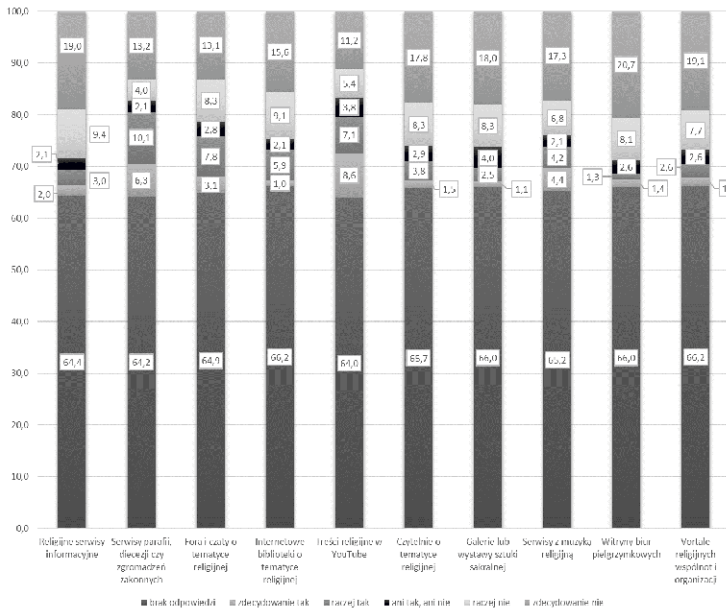 100,0
19,0 13,2 13,1 15,6 11,2 17,8 18,0 17,3 20,7 19,1
90,0
9,4 4,0 8,3 9,1 5,4 8,3 8,3 6,8 8,1 7,7
80,0
2,1 2,1 2,8 2,1 3,8 2,9 4,0 2,1 2,6 2,6
70,0
3,0 10,1 7,8 5,9 7,1 3,8 2,5 4,2 1,3 2,6
2,0 6,3 3,1 1,0 8,6 1,5 1,1 4,4 1,4
60,0
50,0
40,0
64,4 64,2 64,9 66,2 64,0 65,7 66,0 65,2 66,0 66,2
30,0
20,0
10,0
0,0
Religijne serwisy informacyjne
Serwisy parafii, diecezji czy zgromadzeń zakonnych
Fora i czaty o tematyce religijnej
Internetowe biblioteki o tematyce religijnej
Treści religijne w YouTube
Czytelnie o tematyce religijnej
Galerie lub wystawy sztuki sakralnej
Serwisy z muzyką religijną
Witryny biur pielgrzymkowych
religijnych wspólnot i organizacji
brak odpowiedzi zdecydowanie tak raczej tak ani tak, ani nie raczej nie zdecydowanie nie